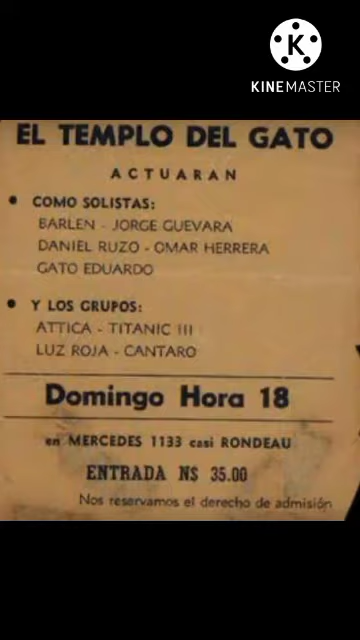 K
KINEMASTER
EL TEMPLO DEL GATO
ACTUARAN
• COMO SOLISTAS:
BARLEN - JORGE GUEVARA
DANIEL RUZO - OMAR HERRERA
GATO EDUARDO
• Y LOS GRUPOS:
ATTICA - TITANIC III
LUZ ROJA - CANTARO
Domingo Hora 18
en MERCEDES 1133 casi RONDEAU
ENTRADA N$ 35.00
Nos reservamos el derecho de admisión